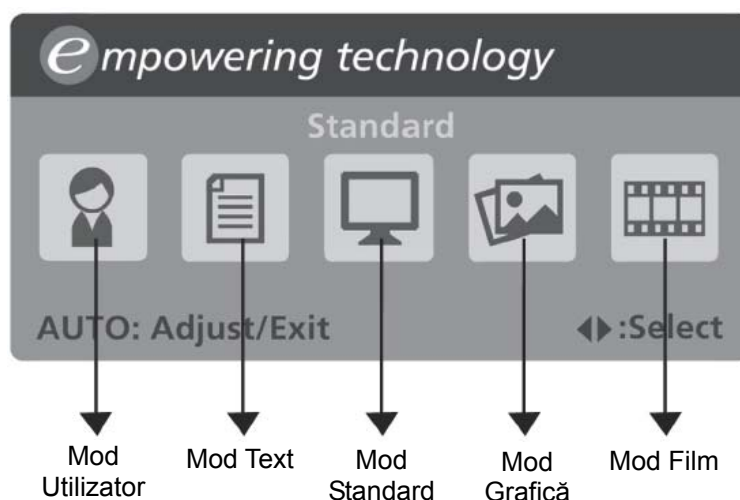 empowering technology
Standard
AUTO: Adjust/Exit
:Select
Mod Utilizator
Mod Text
Mod Standard
Mod Grafică
Mod Film